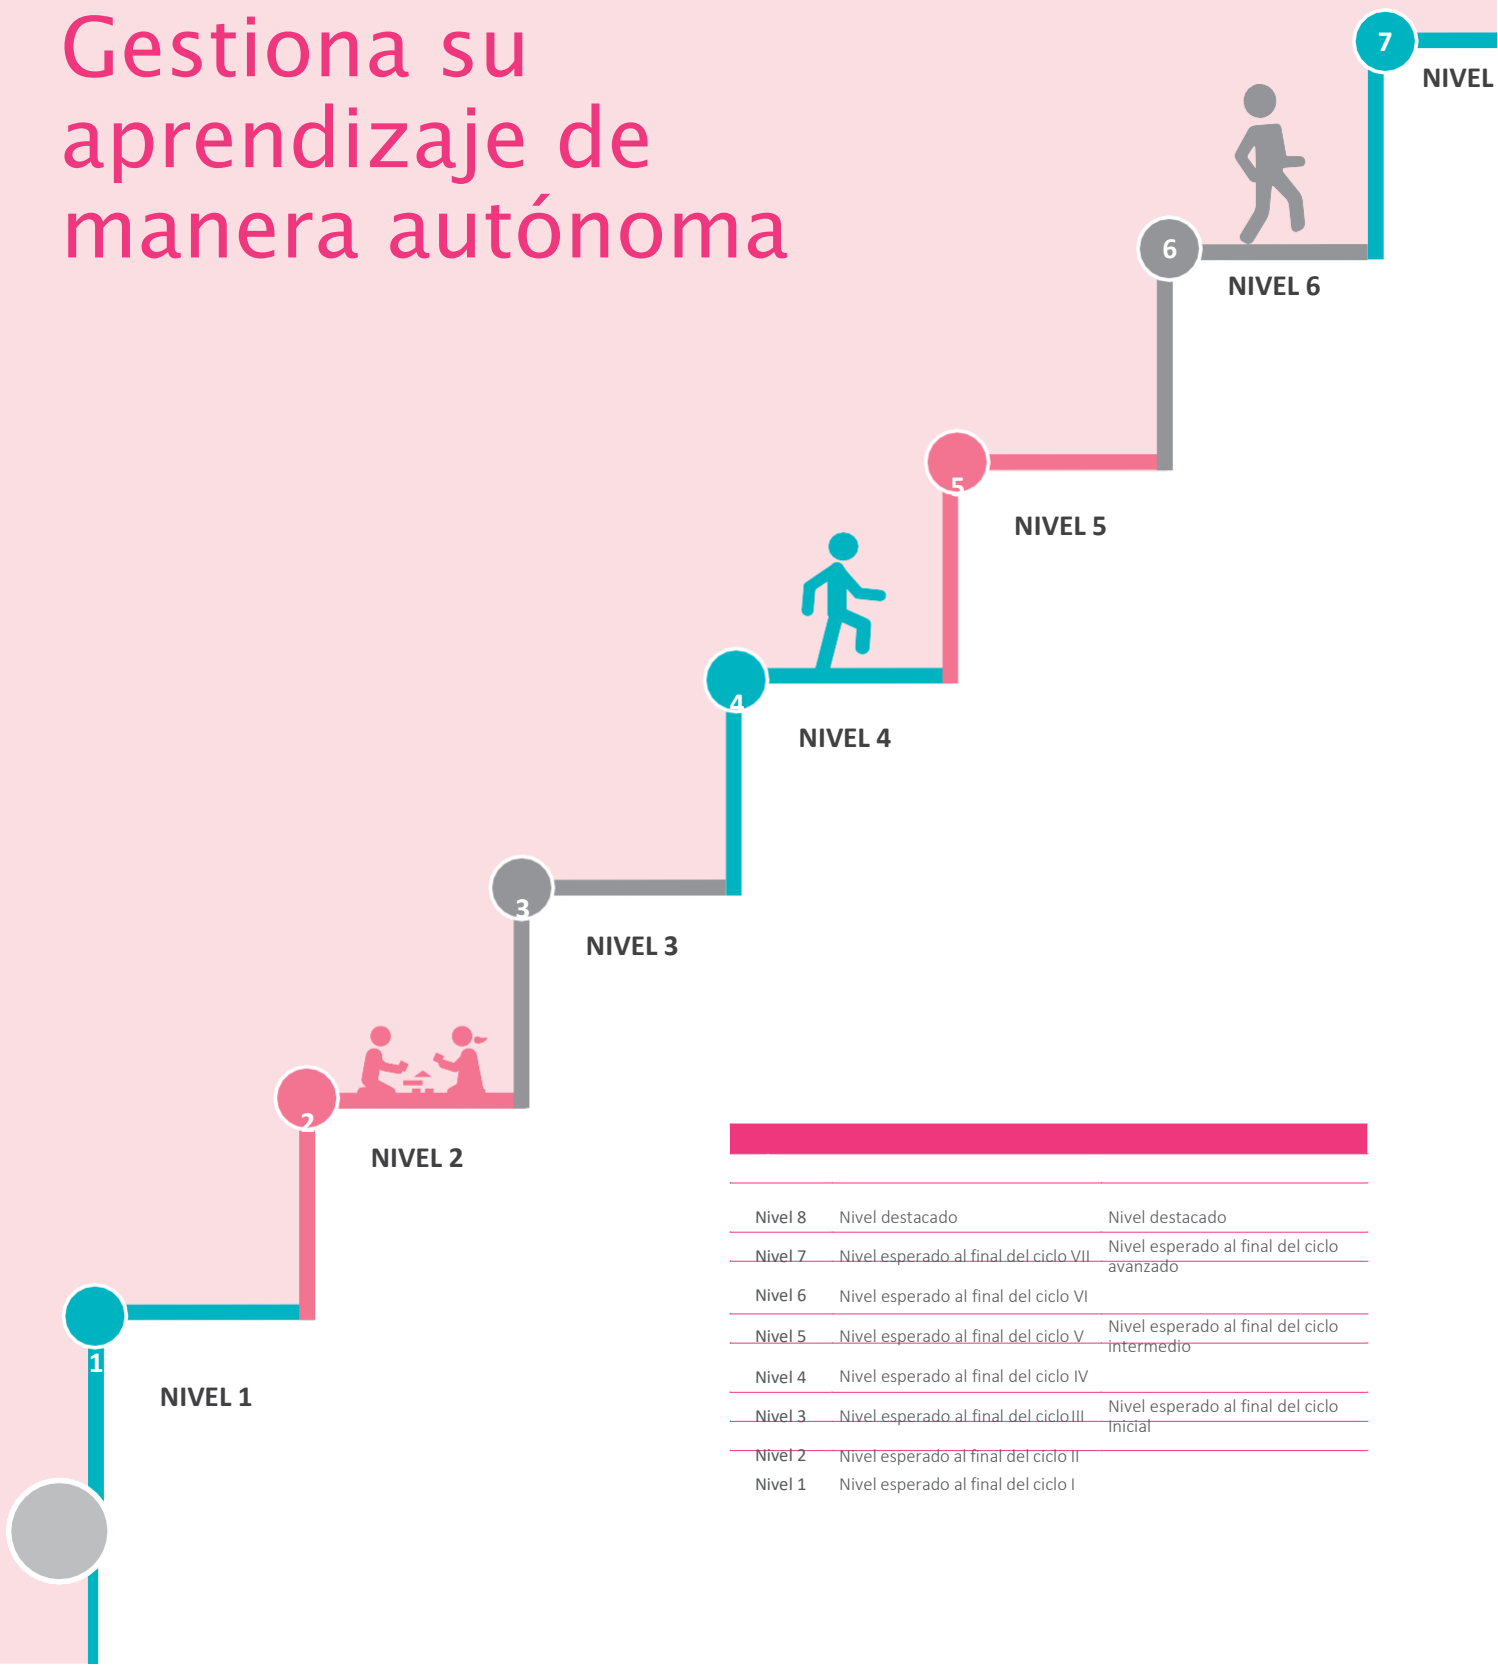 Gestiona su
aprendizaje de
manera autónoma
7
NIVEL
6
NIVEL 6
5
NIVEL 5
4
NIVEL 4
3
NIVEL 3
2
NIVEL 2
1
NIVEL 1
Nivel 8 Nivel destacado Nivel destacado
Nivel 7 Nivel esperado al final del ciclo VII Nivel esperado al final del ciclo
avanzado
Nivel 6 Nivel esperado al final del ciclo VI
Nivel 5 Nivel esperado al final del ciclo V Nivel esperado al final del ciclo
intermedio
Nivel 4 Nivel esperado al final del ciclo IV
Nivel 3 Nivel esperado al final del ciclo III Nivel esperado al final del ciclo
Inicial
Nivel 2 Nivel esperado al final del ciclo II
Nivel 1 Nivel esperado al final del ciclo I